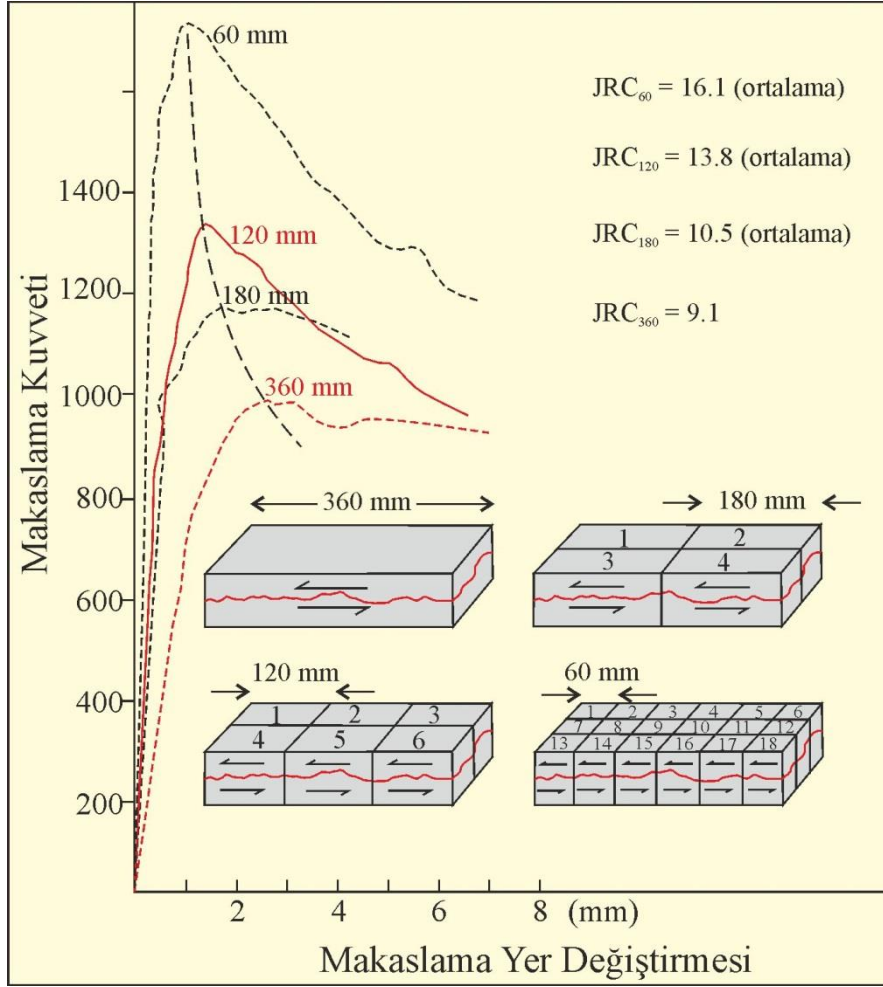 60 mm
JRC60 = 16.1 (ortalama)
JRC120 = 13.8 (ortalama)
JRC180 = 10.5 (ortalama)
JRC360 = 9.1
120 mm
180 mm
360 mm
Makaslama Kuvveti
1400
1200
1000
800
600
400
200
360 mm
180 mm
1 2
3 4
120 mm
1 2 3
4 5 6
60 mm
1 2 3 4 5 6
7 8 9 10 11 12
13 14 15 16 17 18
2 4 6 8 (mm)
Makaslama Yer Değiştirmesi